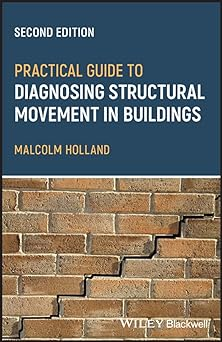 SECOND EDITION
PRACTICAL GUIDE TO
DIAGNOSING STRUCTURAL
MOVEMENT IN BUILDINGS
MALCOLM HOLLAND
WILEY Blackwell